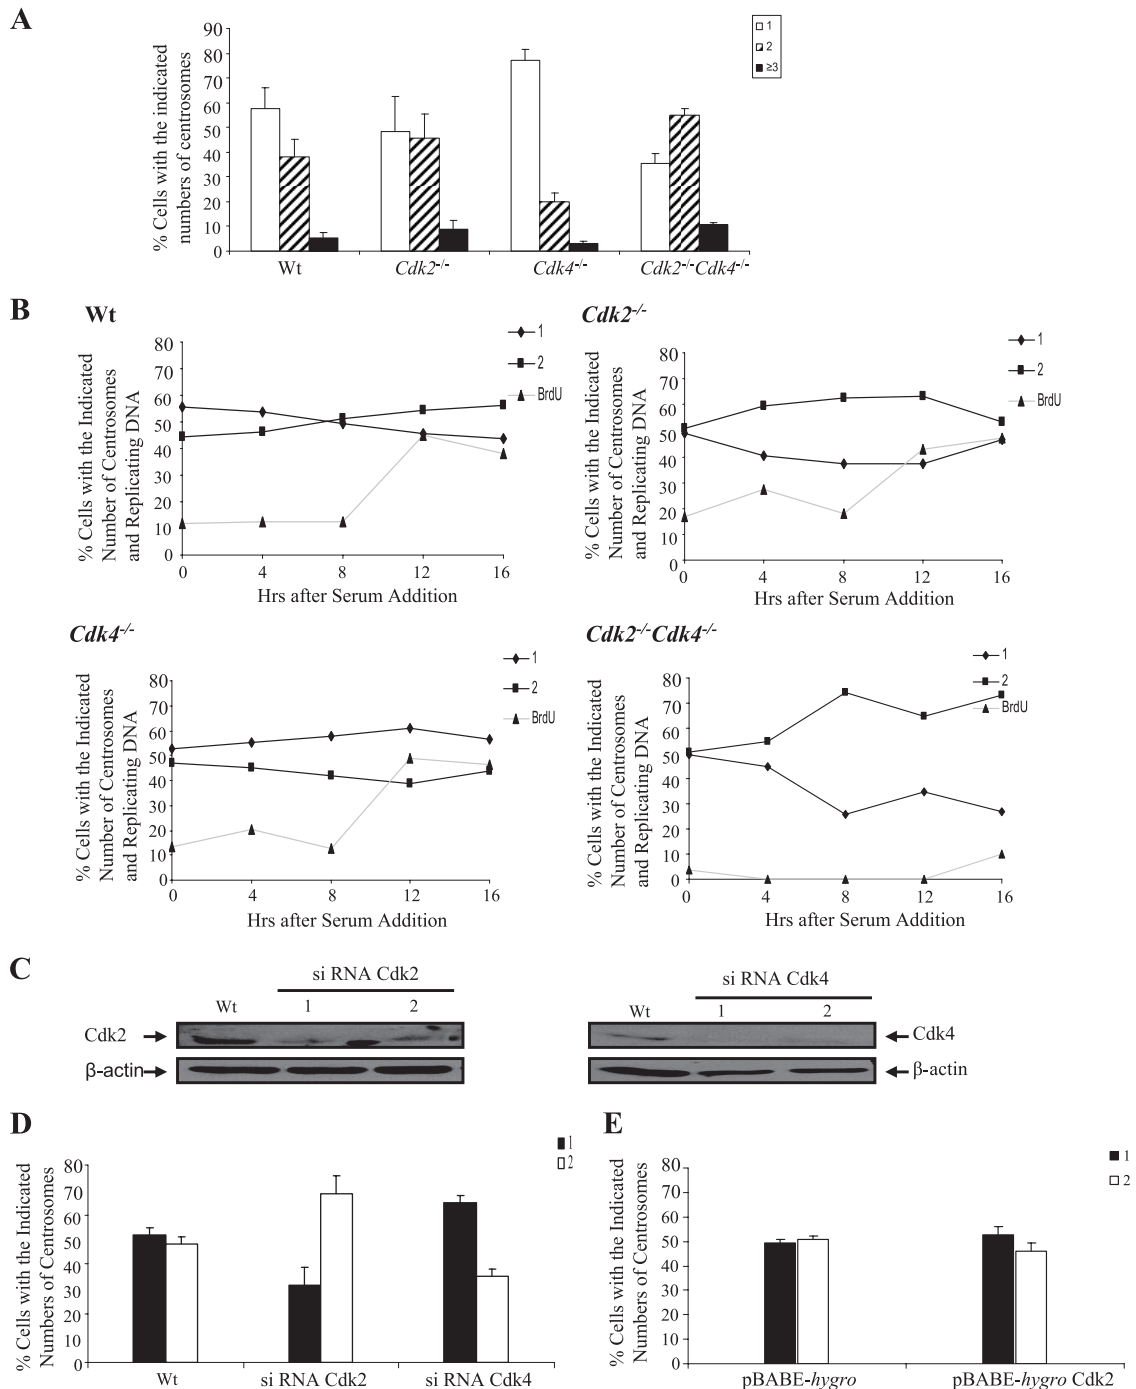 A
% Cells with the indicated
numbers of centrosomes
90
80
70
60
50
40
30
20
10
0
Wt
Cdk2-/-
Cdk4-/-
Cdk2-/-Cdk4-/-
1
2
≥3
B
Wt
% Cells with the Indicated
Number of Centrosomes
and Replicating DNA
80
70
60
50
40
30
20
10
0
0
4
8
12
16
Hrs after Serum Addition
1
2
BrdU
Cdk2-/-
% Cells with the Indicated
Number of Centrosomes
and Replicating DNA
80
70
60
50
40
30
20
10
0
0
4
8
12
16
Hrs after Serum Addition
1
2
BrdU
Cdk4-/-
% Cells with the Indicated
Number of Centrosomes
and Replicating DNA
80
70
60
50
40
30
20
10
0
0
4
8
12
16
Hrs after Serum Addition
1
2
BrdU
Cdk2-/-Cdk4-/-
% Cells with the Indicated
Number of Centrosomes
and Replicating DNA
80
70
60
50
40
30
20
10
0
0
4
8
12
16
Hrs after Serum Addition
1
2
BrdU
C
si RNA Cdk2
Wt
1
2
Cdk2
β-actin
si RNA Cdk4
Wt
1
2
Cdk4
β-actin
D
% Cells with the Indicated
Numbers of Centrosomes
80
70
60
50
40
30
20
10
0
Wt
si RNA Cdk2
si RNA Cdk4
1
2
E
% Cells with the Indicated
Numbers of Centrosomes
80
70
60
50
40
30
20
10
0
pBABE-hygro
pBABE-hygro Cdk2
1
2